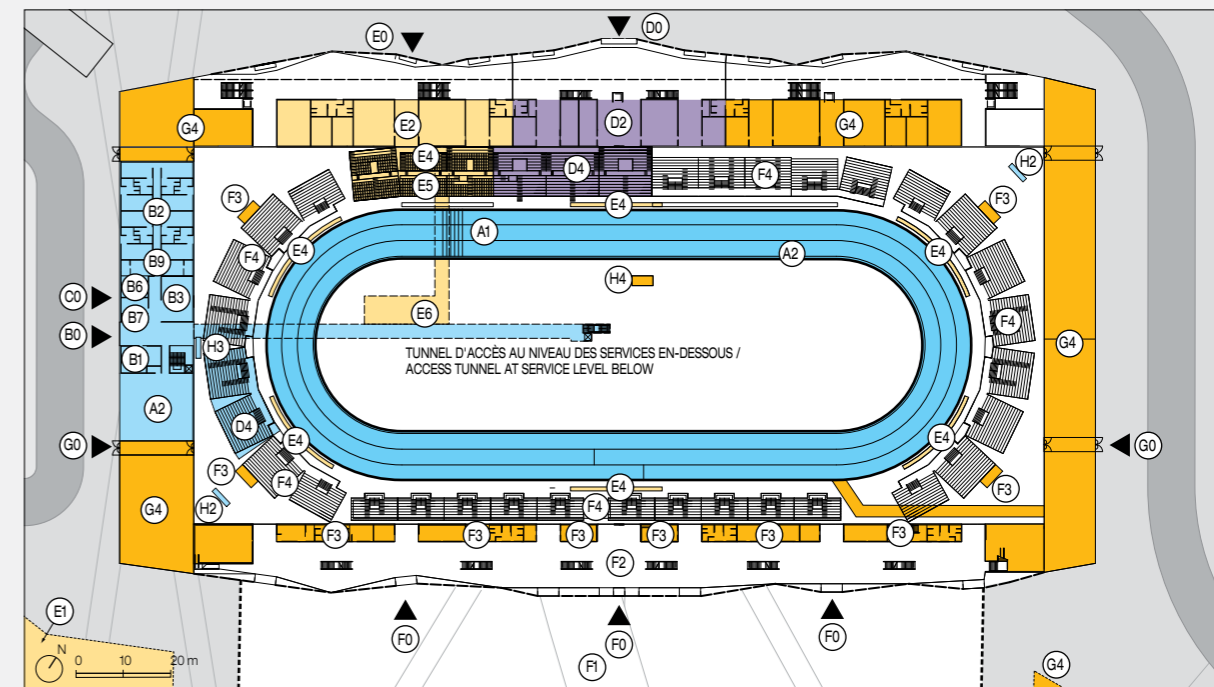 E0
D0
G4
E2
D2
G4
E4
D4
F4
H2
E5
F3
B2
E4
F3
A1
A2
E4
E4
F4
B9
H4
B6
B3
C0
E6
F4
B7
B0
H3
G4
TUNNEL D'ACCÈS AU NIVEAU DES SERVICES EN-DESSOUS /
ACCESS TUNNEL AT SERVICE LEVEL BELOW
B1
A2
D4
E4
E4
G0
G0
F3
F4
E4
F3
H2
G4
F4
F3
F3
F3
F3
F3
F3
F2
E1
F0
F0
F0
N
0 10 20 m
F1
G4